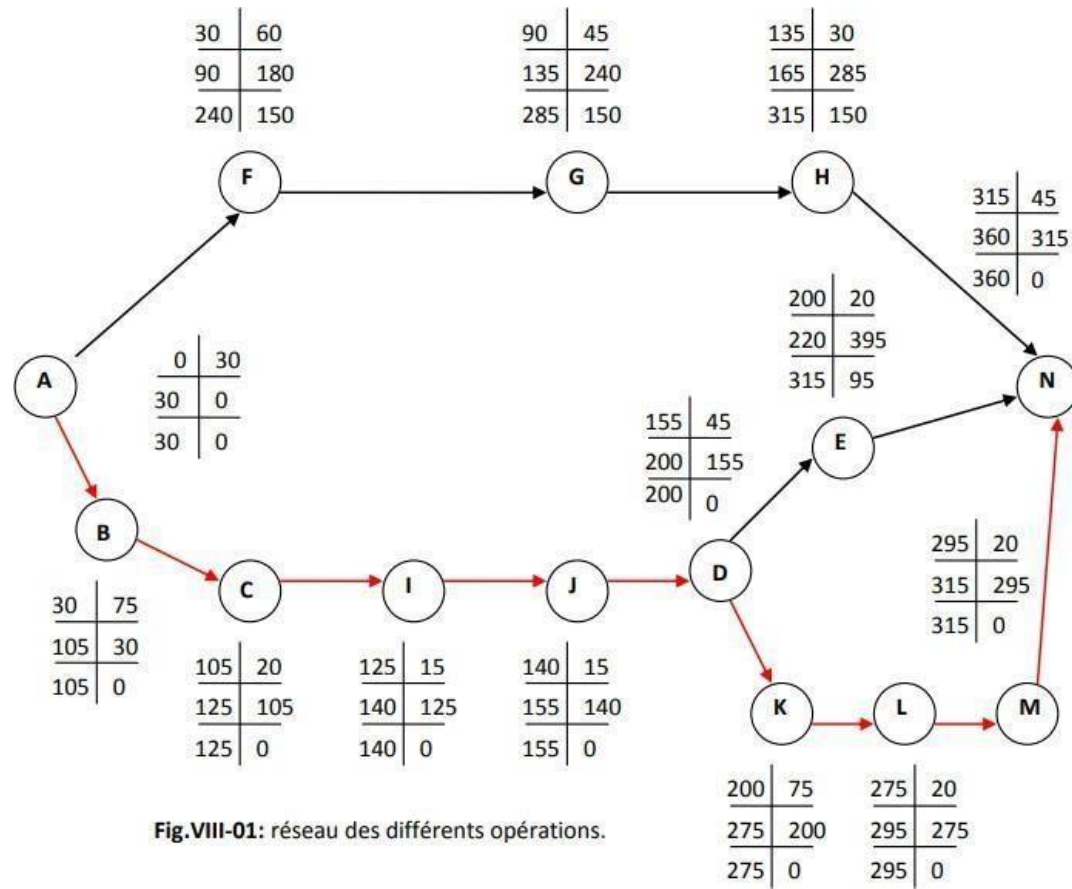 30 60
90 180
240 150
90 45
135 240
285 150
135 30
165 285
315 150
F
G
H
315 45
360 315
360 0
200 20
220 395
315 95
A
0 30
30 0
30 0
N
155 45
200 155
200 0
E
B
C
I
J
D
295 20
315 295
315 0
30 75
105 30
105 0
105 20
125 105
125 0
125 15
140 125
140 0
140 15
155 140
155 0
K
L
M
200 75
275 200
275 0
275 20
295 275
295 0
Fig.VIII-01: réseau des différents opérations.